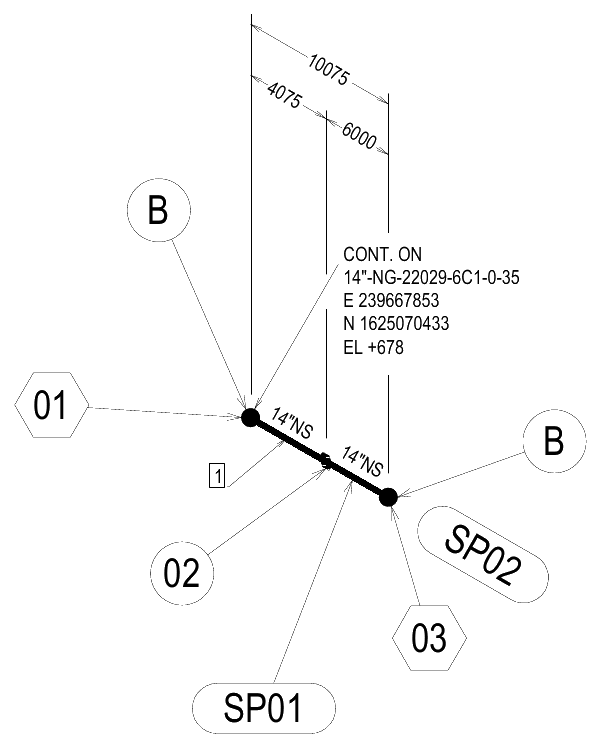 10075
4075
6000
B
CONT. ON
14"-NG-22029-6C1-0-35
E 239667853
N 1625070433
EL +678
01
14"NS
14"NS
B
1
02
SP02
03
SP01